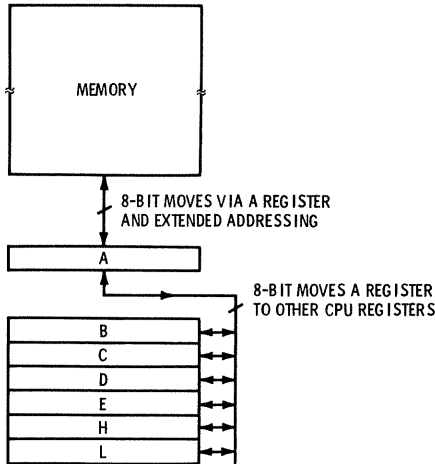 MEMORY
8-BIT MOVES VIA A REGISTER
AND EXTENDED ADDRESSING
A
8-BIT MOVES A REGISTER
TO OTHER CPU REGISTERS
B
C
D
E
H
L